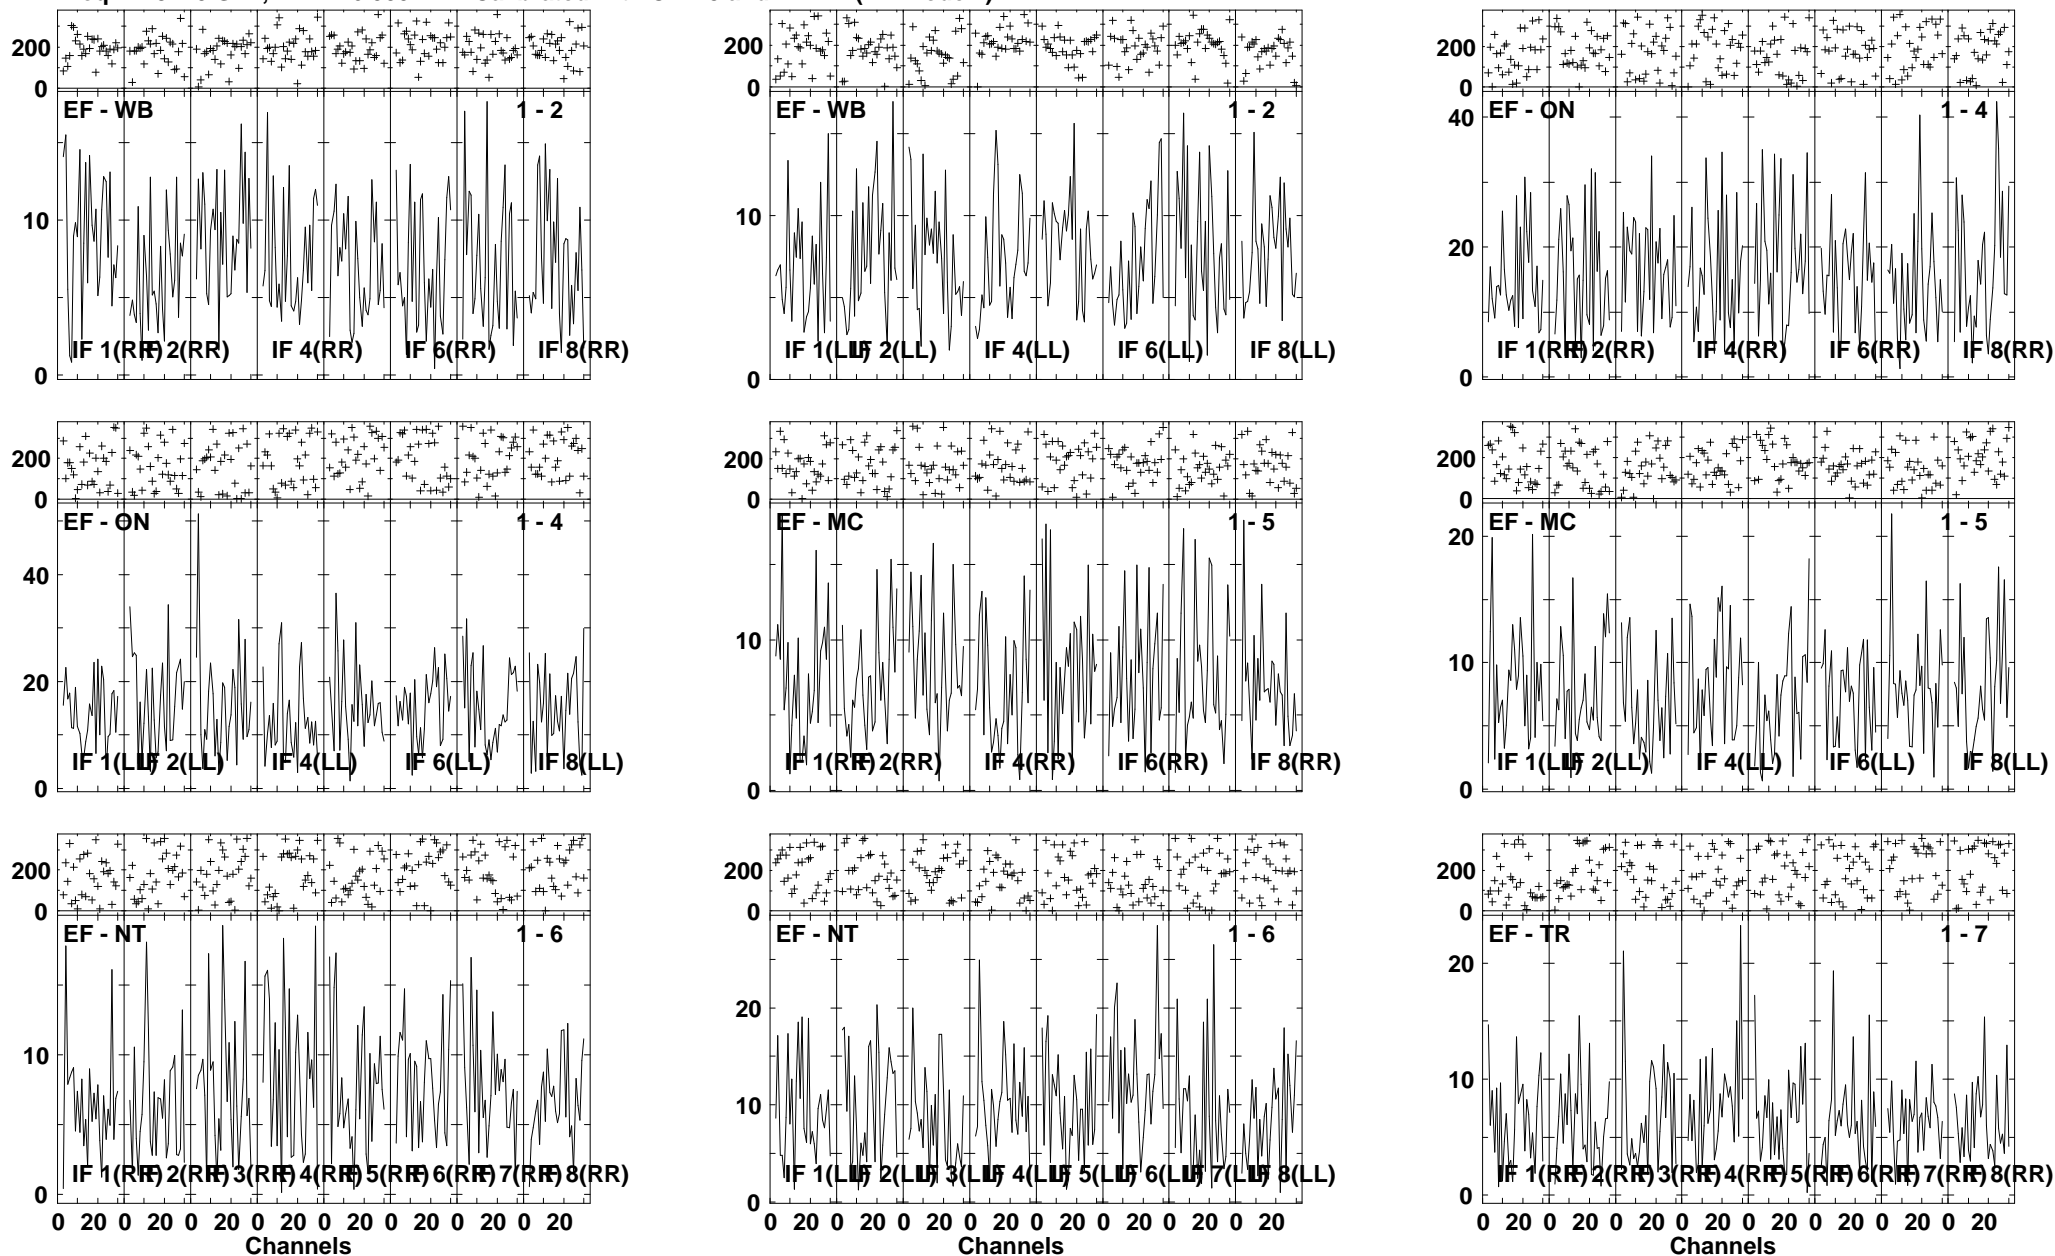 200 200 200
0 0 0
EF - WB 1 - 2 EF - WB 1 - 2 EF - ON 1 - 4
40
10 10 20
IF 1(RR) IF 2(RR) IF 4(RR) IF 6(RR) IF 8(RR) IF 1(LL) IF 2(LL) IF 4(LL) IF 6(LL) IF 8(LL) IF 1(RR) IF 2(RR) IF 4(RR) IF 6(RR) IF 8(RR)
10
0 0 0
200 200 200
0 0 0
EF - ON 1 - 4 EF - MC 1 - 5 EF - MC 1 - 5
40 20
20 10 10
IF 1(LL) IF 2(LL) IF 4(LL) IF 6(LL) IF 8(LL) IF 1(RR) IF 2(RR) IF 4(RR) IF 6(RR) IF 8(RR) IF 1(LL) IF 2(LL) IF 4(LL) IF 6(LL) IF 8(LL)
0 0 0
200 200 200
0 0 0
EF - NT 1 - 6 EF - NT 1 - 6 EF - TR 1 - 7
20 20
10 10 10
IF 1(RR) IF 2(RR) IF 3(RR) IF 4(RR) IF 5(RR) IF 6(RR) IF 7(RR) IF 8(RR) IF 1(LL) IF 2(LL) IF 3(LL) IF 4(LL) IF 5(LL) IF 6(LL) IF 7(LL) IF 8(LL) IF 1(RR) IF 2(RR) IF 3(RR) IF 4(RR) IF 5(RR) IF 6(RR) IF 7(RR) IF 8(RR)
0 0 0
0 20 0 20 0 20 0 20 0 20 0 20 0 20 0 20 0 20 0 20 0 20 0 20 0 20 0 20 0 20 0 20 0 20 0 20 0 20 0 20 0 20 0 20 0 20 0 20
Channels Channels Channels